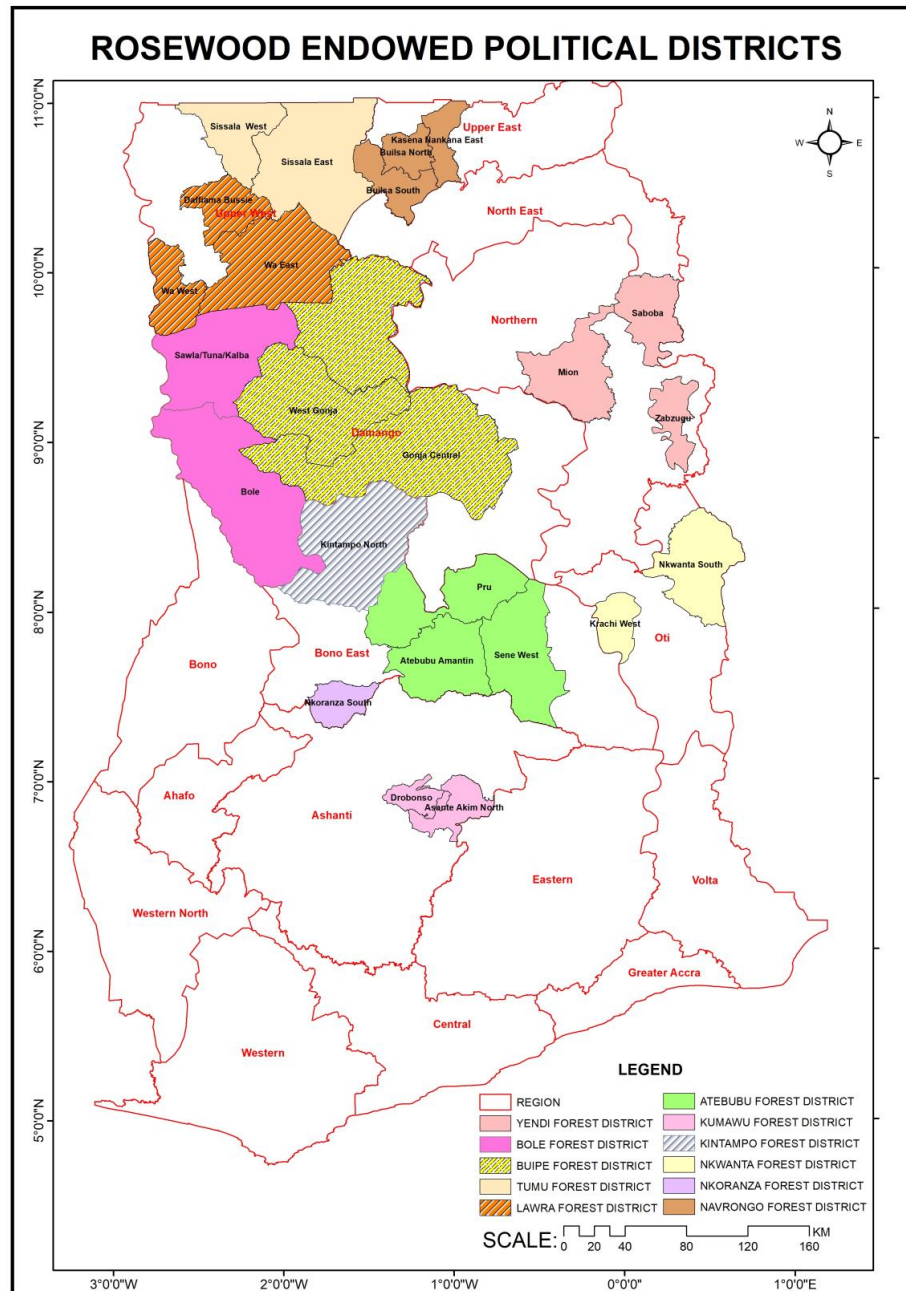 ROSEWOOD ENDOWED POLITICAL DISTRICTS
11°0'0"N
10°0'0"N
9°0'0"N
8°0'0"N
7°0'0"N
6°0'0"N
5°0'0"N
N
W E
S
Sissala West
Sissala East
Kasena Nankana East
Builsa North
Builsa South
Upper East
North East
Daffiama Bussie
Upper West
Wa East
Wa West
Northern
Saboba
Mion
Zabzugu
Sawla/Tuna/Kalba
West Gonja
Damango
Gonja Central
Bole
Kintampo North
Nkwanta South
Pru
Krachi West
Oti
Bono
Bono East
Atebubu Amantin
Sene West
Nkoranza South
Ahafo
Ashanti
Drobonso
Asante Akim North
Eastern
Volta
Western North
Greater Accra
Central
Western
LEGEND
REGION
YENDI FOREST DISTRICT
BOLE FOREST DISTRICT
BUIPE FOREST DISTRICT
TUMU FOREST DISTRICT
LAWRA FOREST DISTRICT
ATEBUBU FOREST DISTRICT
KUMAWU FOREST DISTRICT
KINTAMPO FOREST DISTRICT
NKWANTA FOREST DISTRICT
NKORANZA FOREST DISTRICT
NAVRONGO FOREST DISTRICT
SCALE: 0 20 40 80 120 160 KM
3°0'0"W 2°0'0"W 1°0'0"W 0°0'0" 1°0'0"E